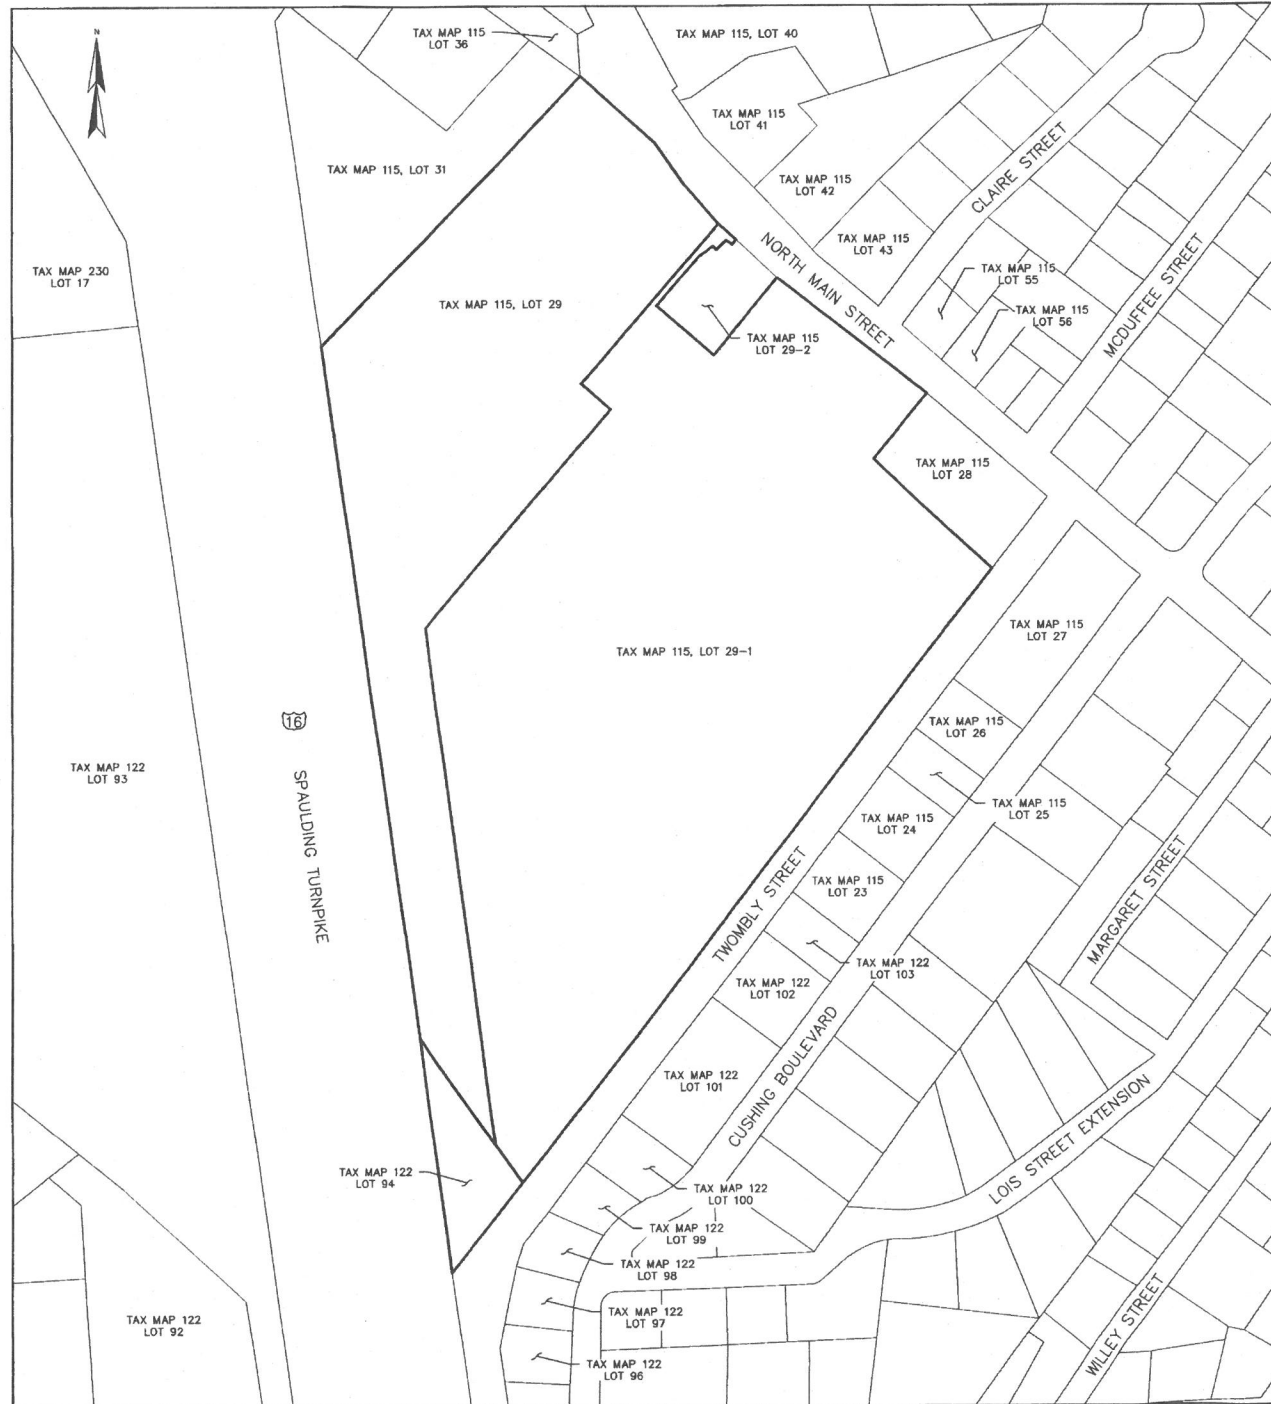 N
TAX MAP 115
LOT 36
TAX MAP 115, LOT 40
TAX MAP 115
LOT 41
TAX MAP 115, LOT 31
TAX MAP 115
LOT 42
CLAIRE STREET
TAX MAP 115
LOT 43
TAX MAP 230
LOT 17
TAX MAP 115
LOT 55
NORTH MAIN STREET
MCDUFFEE STREET
TAX MAP 115, LOT 29
TAX MAP 115
LOT 56
TAX MAP 115
LOT 29-2
TAX MAP 115
LOT 28
TAX MAP 115
LOT 27
TAX MAP 115, LOT 29-1
16
SPAULDING TURNPIKE
TAX MAP 115
LOT 26
TAX MAP 122
LOT 93
TAX MAP 115
LOT 25
TAX MAP 115
LOT 24
TAX MAP 115
LOT 23
TWOMBLY STREET
MARGARET STREET
TAX MAP 122
LOT 103
TAX MAP 122
LOT 102
CUSHING BOULEVARD
TAX MAP 122
LOT 101
LOIS STREET EXTENSION
TAX MAP 122
LOT 94
TAX MAP 122
LOT 100
TAX MAP 122
LOT 99
TAX MAP 122
LOT 98
TAX MAP 122
LOT 97
TAX MAP 122
LOT 92
WILLEY STREET
TAX MAP 122
LOT 96